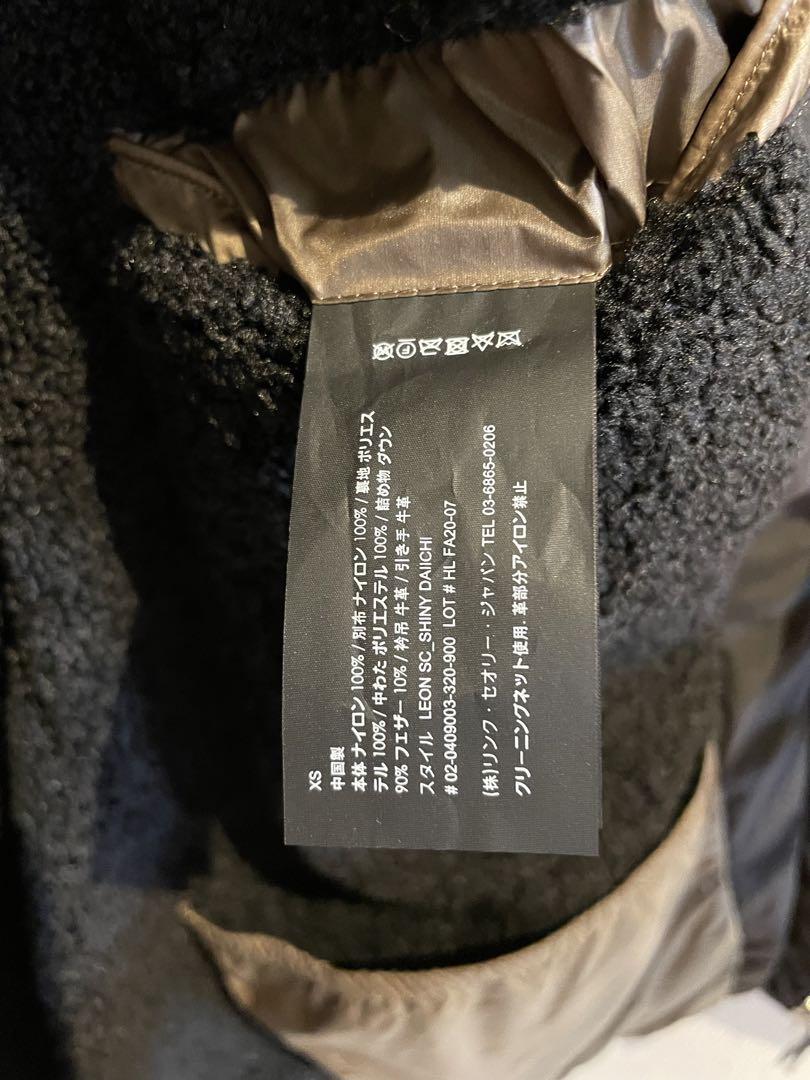 XS
中国製
本体 ナイロン 100% / 別布 ナイロン 100% / 裏地 ポリエス
テル 100% / 中わた ポリエステル 100% / 詰め物 ダウン
90% フェザー 10% / 衿吊 牛革 / 引き手 牛革
スタイル LEON SC_SHINY DAIICHI
# 02-0409003-320-900 LOT # HL FA20-07
(株)リンク・セオリー・ジャパン TEL 03-6865-0206
クリーニングネット使用. 革部分アイロン禁止